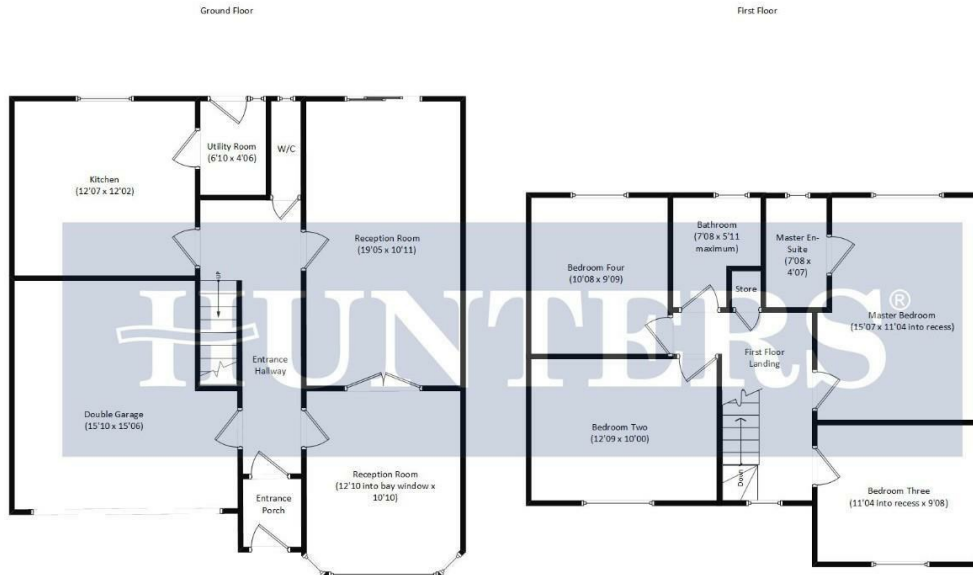 Ground Floor
First Floor
Utility Room
(6'10 x 4'06)
W/C
Kitchen
(12'07 x 12'02)
Reception Room
(19'05 x 10'11)
UP
Entrance
Hallway
Double Garage
(15'10 x 15'06)
Reception Room
(12'10 into bay window x
10'10)
Entrance
Porch
Bathroom
(7'08 x 5'11
maximum)
Master En-
Suite
(7'08 x
4'07)
Bedroom Four
(10'08 x 9'09)
Store
Master Bedroom
(15'07 x 11'04 into recess)
First Floor
Landing
Bedroom Two
(12'09 x 10'00)
Down
Bedroom Three
(11'04 into recess x 9'08)
HUNTERS®